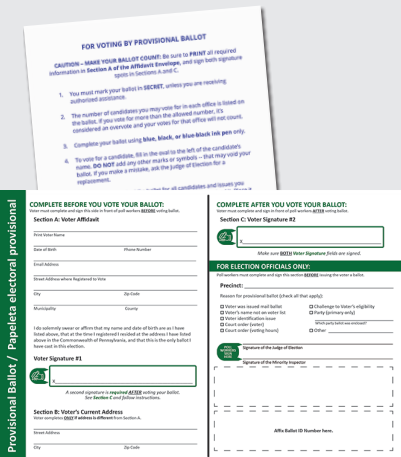 FOR VOTING BY PROVISIONAL BALLOT
CAUTION – MAKE YOUR BALLOT COUNT: Be sure to PRINT all required
information in Section A of the Affidavit Envelope, and sign both signature
spots in Sections A and C.
1. You must mark your ballot in SECRET, unless you are receiving
authorized assistance.
2. The number of candidates you may vote for in each office is listed on
the ballot. If you vote for more than the allowed number, it's
considered an overvote and your votes for that office will not count.
3. Complete your ballot using blue, black, or blue-black ink pen only.
4. To vote for a candidate, fill in the oval to the left of the candidate's
name. DO NOT add any other marks or symbols – that may void your
ballot. If you make a mistake, ask the Judge of Election for a
replacement.
for all candidates and issues you
Provisional Ballot / Papeleta electoral provisional
COMPLETE BEFORE YOU VOTE YOUR BALLOT:
Voter must complete and sign this side in front of poll workers BEFORE voting ballot.
Section A: Voter Affidavit
Print Voter Name
Date of Birth Phone Number
Email Address
Street Address where Registered to Vote
City Zip Code
Municipality County
I do solemnly swear or affirm that my name and date of birth are as I have
listed above, that at the time I registered I resided at the address I have listed
above in the Commonwealth of Pennsylvania, and that this is the only ballot I
have cast in this election.
Voter Signature #1
X
A second signature is required AFTER voting your ballot.
See Section C and follow instructions.
Section B: Voter's Current Address
Voter completes ONLY if address is different from Section A.
Street Address
City Zip Code
COMPLETE AFTER YOU VOTE YOUR BALLOT:
Voter must complete and sign in front of poll workers AFTER voting ballot.
Section C: Voter Signature #2
X
Make sure BOTH Voter Signature fields are signed.
FOR ELECTION OFFICIALS ONLY:
Poll workers must complete and sign this section BEFORE issuing the voter a ballot.
Precinct:
Reason for provisional ballot (check all that apply):
Voter was issued mail ballot
Voter's name not on voter list
Voter identification issue
Court order (voter)
Court order (voting hours)
Challenge to Voter's eligibility
Party (primary only)
Which party ballot was enclosed?
Other
POLL WORKERS SIGN HERE
Signature of the Judge of Election
Signature of the Minority Inspector
Affix Ballot ID Number here.